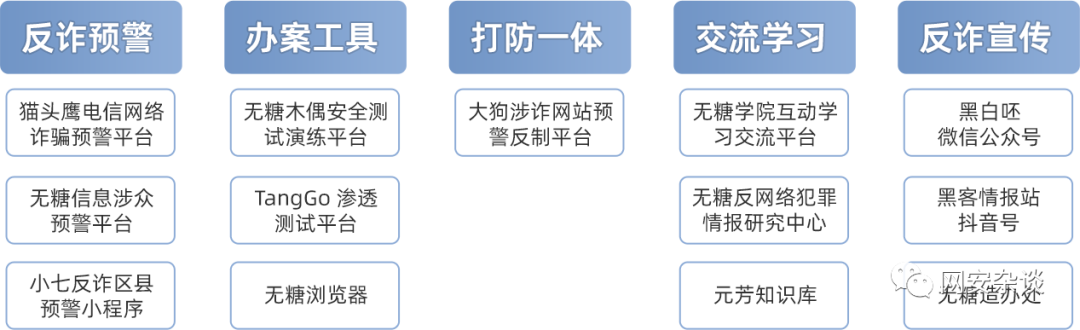 反诈预警
办案工具
打防一体
交流学习
反诈宣传
猫头鹰电信网络
诈骗预警平台
无糖木偶安全测
试演练平台
大狗涉诈网站预
警反制平台
无糖学院互动学
习交流平台
黑白呸
微信公众号
无糖信息涉众
预警平台
TangGo 渗透
测试平台
无糖反网络犯罪
情报研究中心
黑客情报站
抖音号
小七反诈区县
预警小程序
无糖浏览器
元芳知识库
无糖造办处
网安杂谈